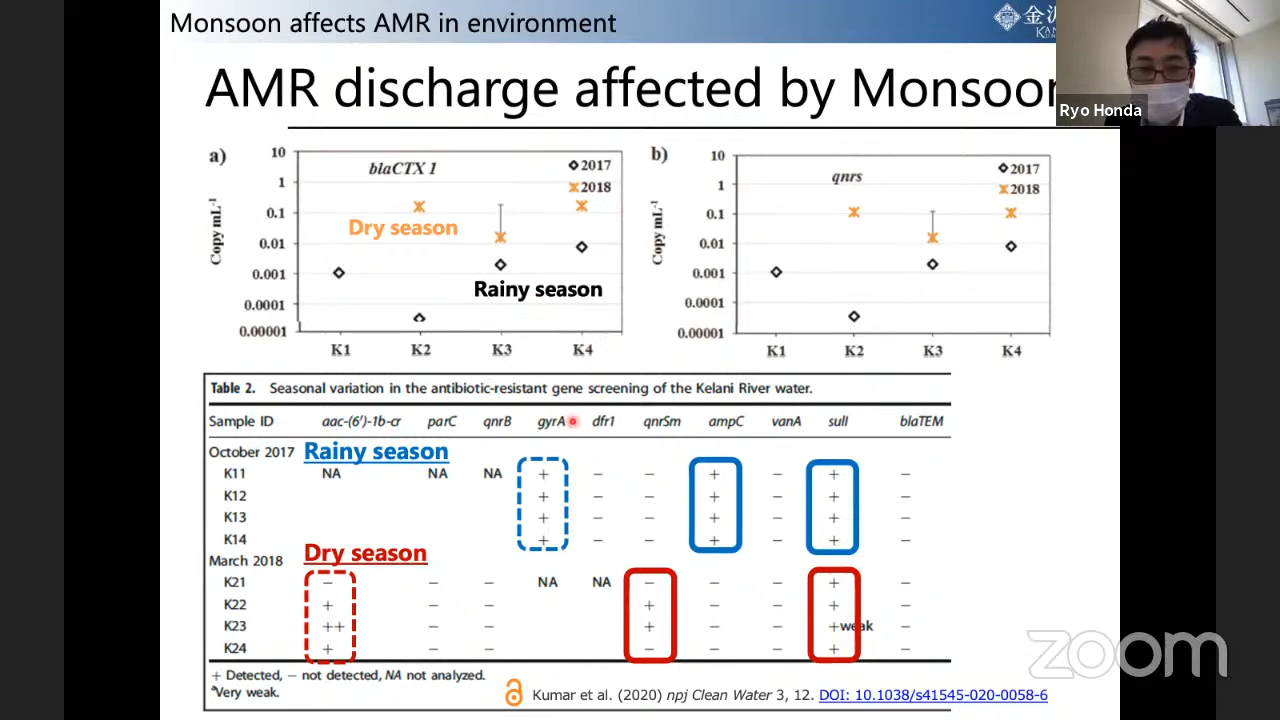 Monsoon affects AMR in environment
金沢
KAN
Ryo Honda
AMR discharge affected by Monsoon
a)
blaCTX 1
2017
2018
10
1
0.1
0.01
0.001
0.0001
0.00001
Copy mL-1
Dry season
Rainy season
K1 K2 K3 K4
b)
qnrs
2017
2018
10
1
0.1
0.01
0.001
0.0001
0.00001
Copy mL-1
K1 K2 K3 K4
Table 2. Seasonal variation in the antibiotic-resistant gene screening of the Kelani River water.
Sample ID aac-(6')-1b-cr parC qnrB gyrA dfr1 qnrSm ampC vanA sull blaTEM
October 2017 Rainy season
K11 NA NA NA + − − + − + −
K12 + − − + − + −
K13 + − − + − + −
K14 + − − + − + −
March 2018 Dry season
K21 − − − NA NA − − − + −
K22 + − − + − − + −
K23 ++ − − + − − +weak −
K24 + − − − − − + −
+ Detected, − not detected, NA not analyzed.
aVery weak.
Kumar et al. (2020) npj Clean Water 3, 12. DOI: 10.1038/s41545-020-0058-6
zoom